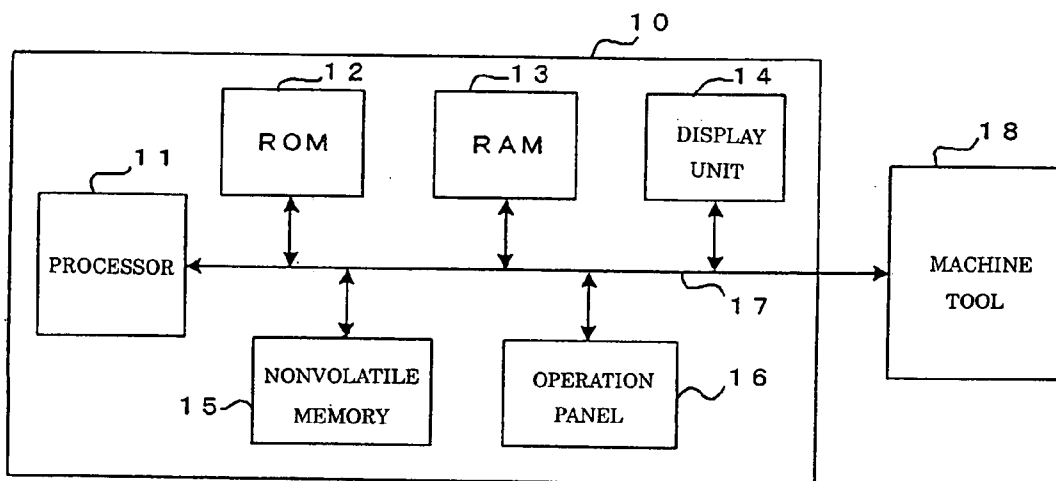 10
12
13
14
ROM
RAM
DISPLAY
UNIT
18
11
PROCESSOR
MACHINE
TOOL
17
NONVOLATILE
MEMORY
15
OPERATION
PANEL
16